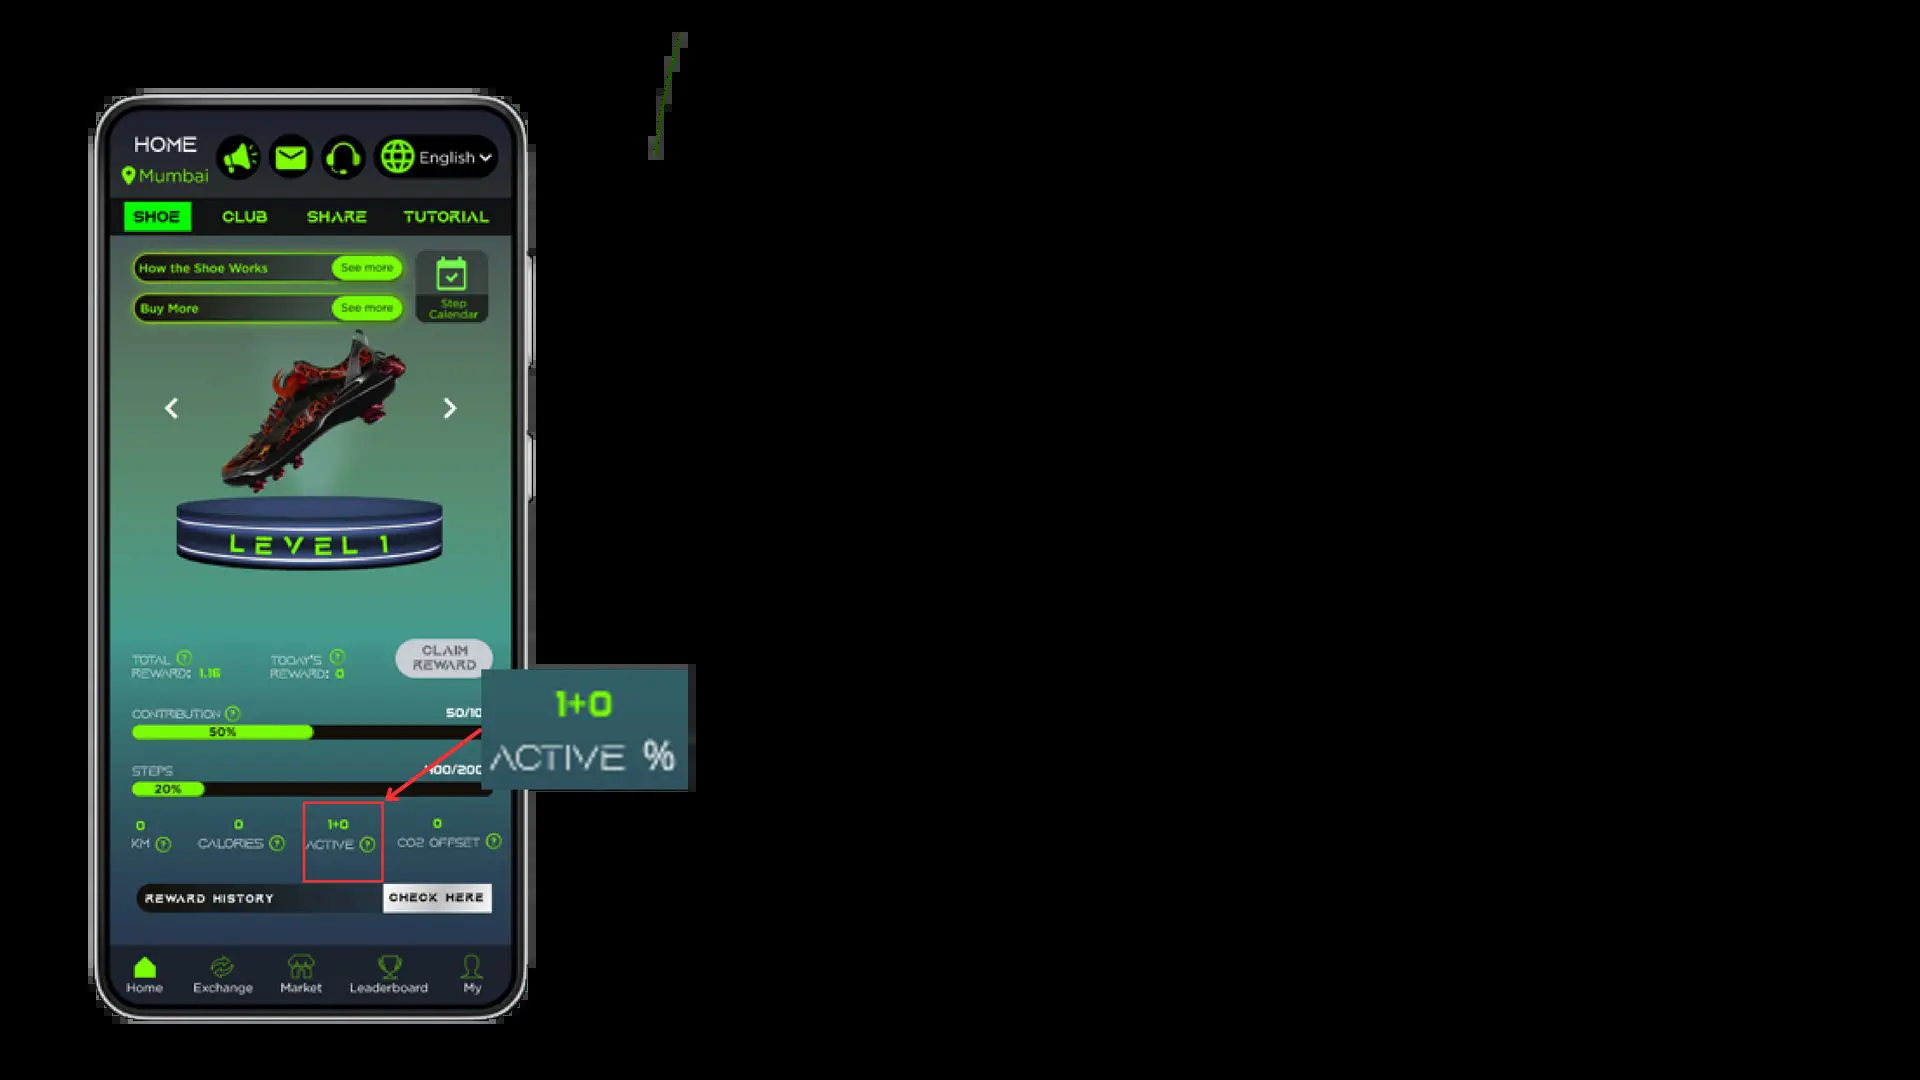 HOME
Mumbai
English
SHOE CLUB SHARE TUTORIAL
How the Shoe Works See more
Buy More See more
Step
Calendar
LEVEL 1
TOTAL
REWARD: 1.16
TODAY'S
REWARD: 0
CLAIM
REWARD
CONTRIBUTION 50/10
50%
STEPS 400/200
20%
1+0
ACTIVE %
0 0 1+0 0
KM CALORIES ACTIVE CO2 OFFSET
REWARD HISTORY CHECK HERE
Home Exchange Market Leaderboard My